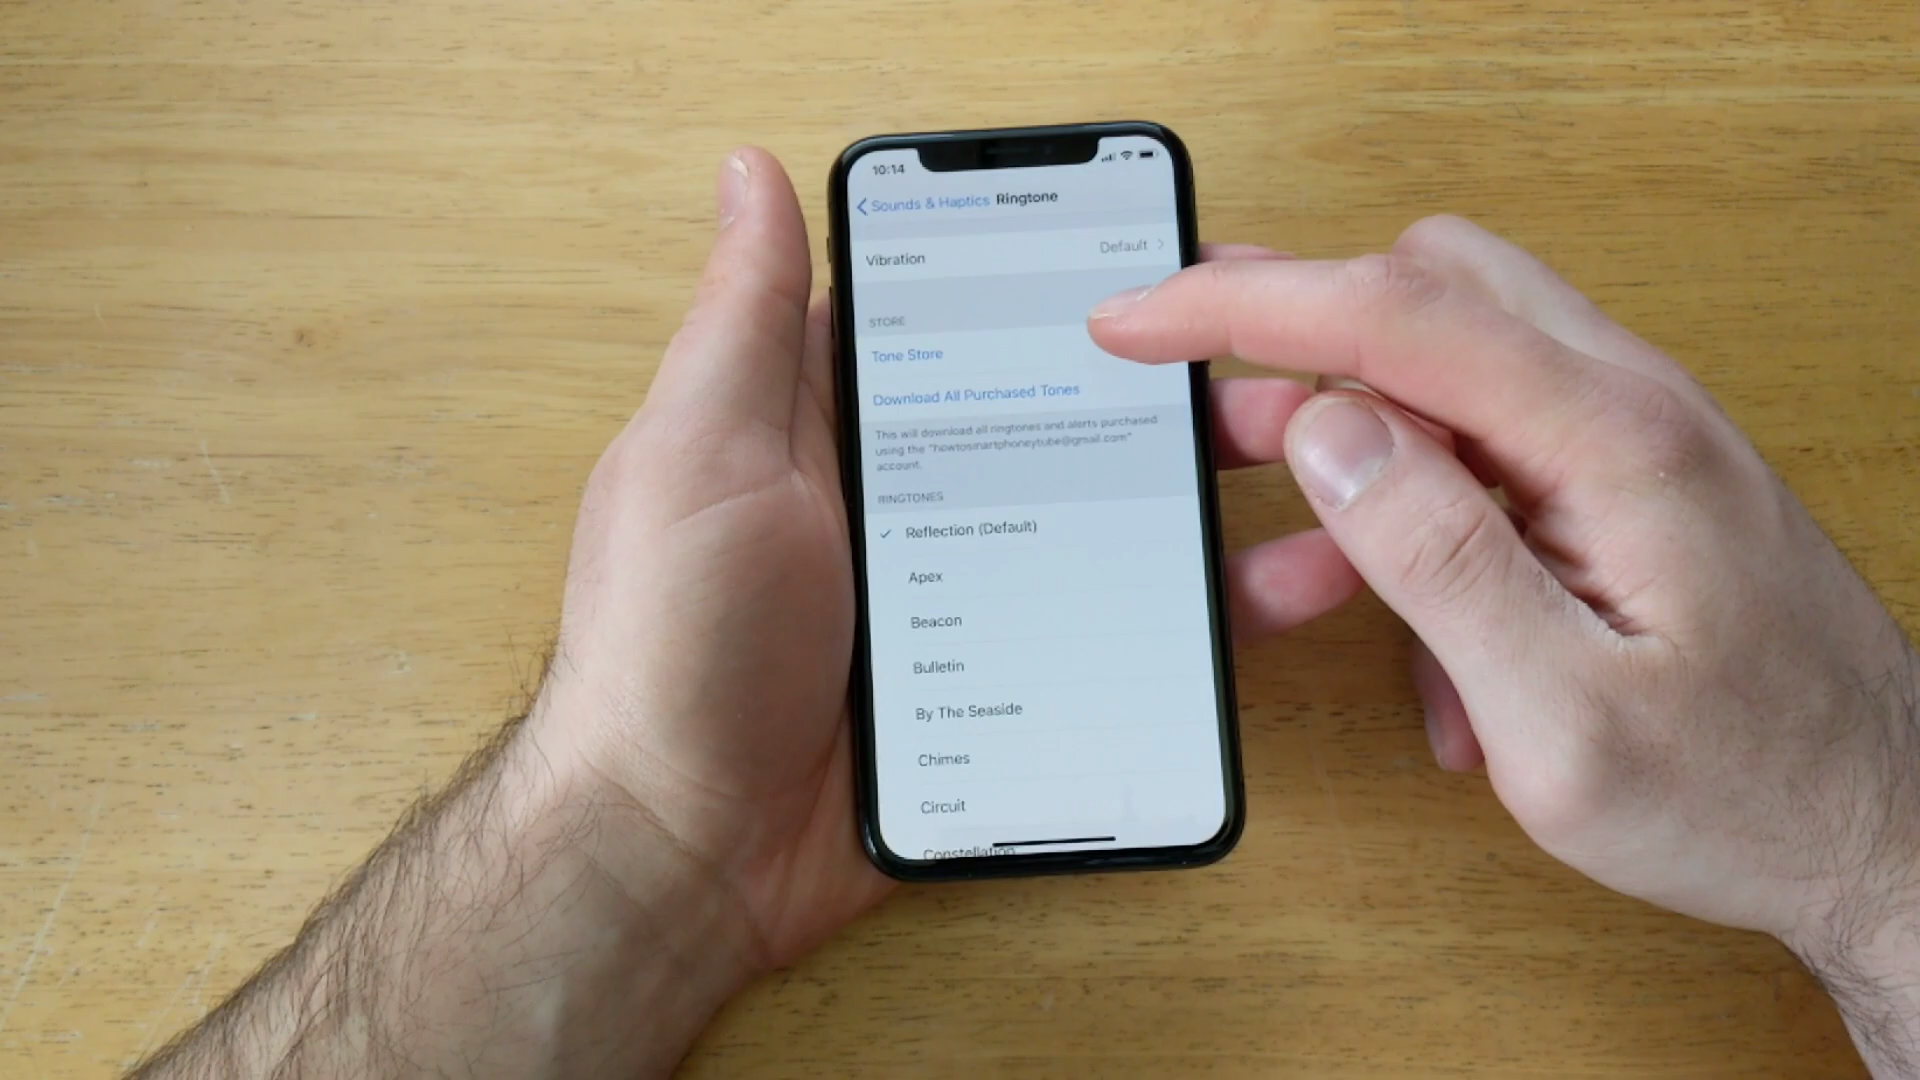 10:14
Sounds & Haptics Ringtone
Vibration Default
STORE
Tone Store
Download All Purchased Tones
This will download all ringtones and alerts purchased
using the "howtosmartphoneytube@gmail.com"
account.
RINGTONES
Reflection (Default)
Apex
Beacon
Bulletin
By The Seaside
Chimes
Circuit
Constellation